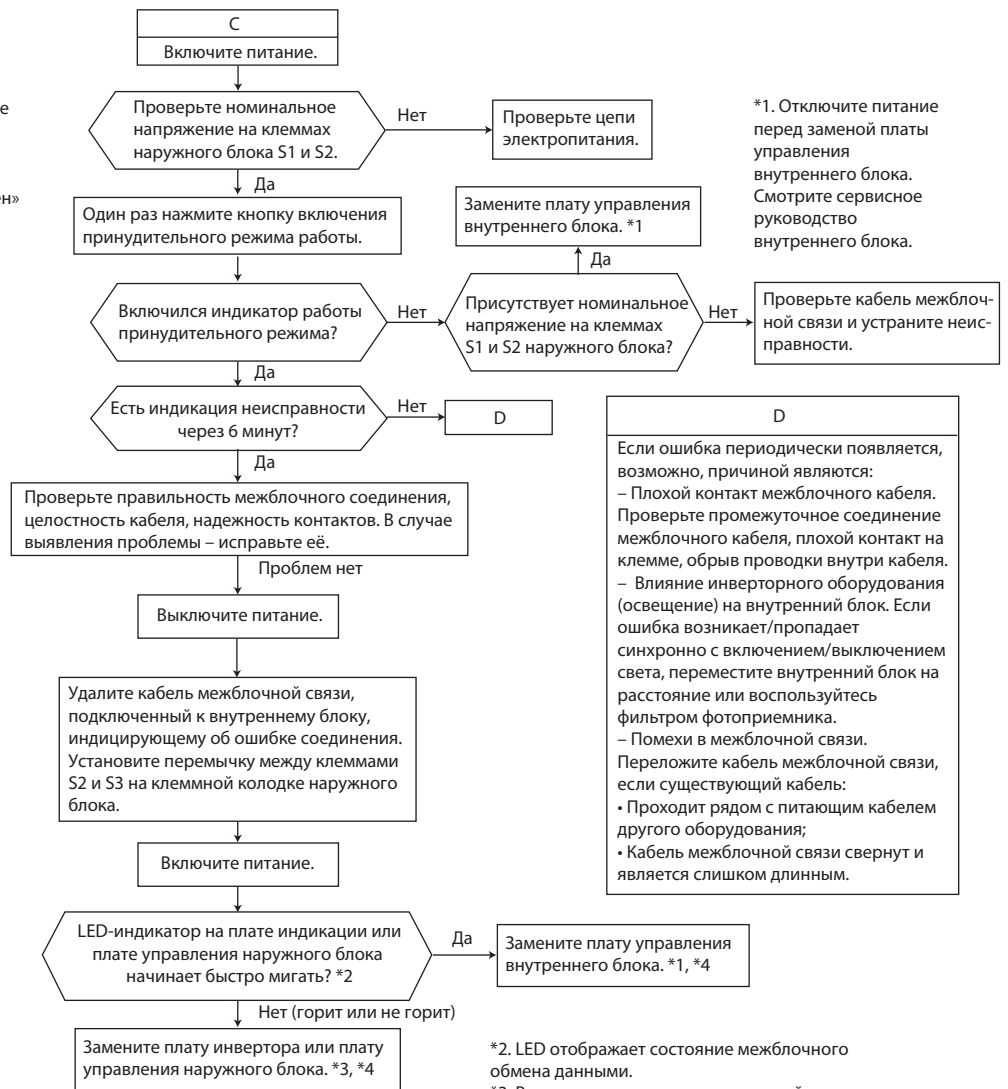 C
Включите питание.
е
Проверьте номинальное
напряжение на клеммах
наружного блока S1 и S2.
Нет
Проверьте цепи
электропитания.
*1. Отключите питание
перед заменой платы
управления
внутреннего блока.
Смотрите сервисное
руководство
внутреннего блока.
Да
ен»
Один раз нажмите кнопку включения
принудительного режима работы.
Замените плату управления
внутреннего блока. *1
Да
Включился индикатор работы
принудительного режима?
Нет
Присутствует номинальное
напряжение на клеммах
S1 и S2 наружного блока?
Нет
Проверьте кабель межблоч-
ной связи и устраните неис-
правности.
Да
Есть индикация неисправности
через 6 минут?
Нет
D
Да
Проверьте правильность межблочного соединения,
целостность кабеля, надежность контактов. В случае
выявления проблемы – исправьте её.
Проблем нет
Выключите питание.
Удалите кабель межблочной связи,
подключенный к внутреннему блоку,
индицирующему об ошибке соединения.
Установите перемычку между клеммами
S2 и S3 на клеммной колодке наружного
блока.
Включите питание.
LED-индикатор на плате индикации или
плате управления наружного блока
начинает быстро мигать? *2
Да
Замените плату управления
внутреннего блока. *1, *4
Нет (горит или не горит)
Замените плату инвертора или плату
управления наружного блока. *3, *4
D
Если ошибка периодически появляется,
возможно, причиной являются:
– Плохой контакт межблочного кабеля.
Проверьте промежуточное соединение
межблочного кабеля, плохой контакт на
клемме, обрыв проводки внутри кабеля.
– Влияние инверторного оборудования
(освещение) на внутренний блок. Если
ошибка возникает/пропадает
синхронно с включением/выключением
света, переместите внутренний блок на
расстояние или воспользуйтесь
фильтром фотоприемника.
– Помехи в межблочной связи.
Переложите кабель межблочной связи,
если существующий кабель:
• Проходит рядом с питающим кабелем
другого оборудования;
• Кабель межблочной связи свернут и
является слишком длинным.
*2. LED отображает состояние межблочного
обмена данными.